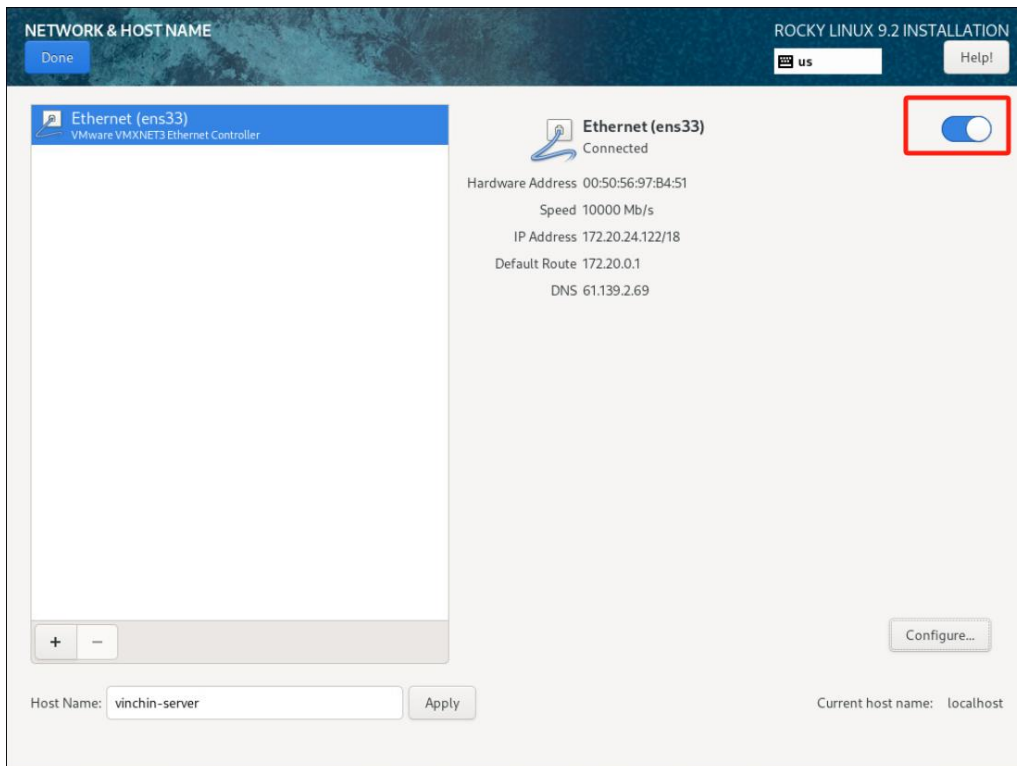 NETWORK & HOST NAME
ROCKY LINUX 9.2 INSTALLATION
Done
us
Help!
Ethernet (ens33)
VMware VMXNET3 Ethernet Controller
Ethernet (ens33)
Connected
Hardware Address 00:50:56:97:B4:51
Speed 10000 Mb/s
IP Address 172.20.24.122/18
Default Route 172.20.0.1
DNS 61.139.2.69
+ −
Configure...
Host Name: vinchin-server Apply
Current host name: localhost